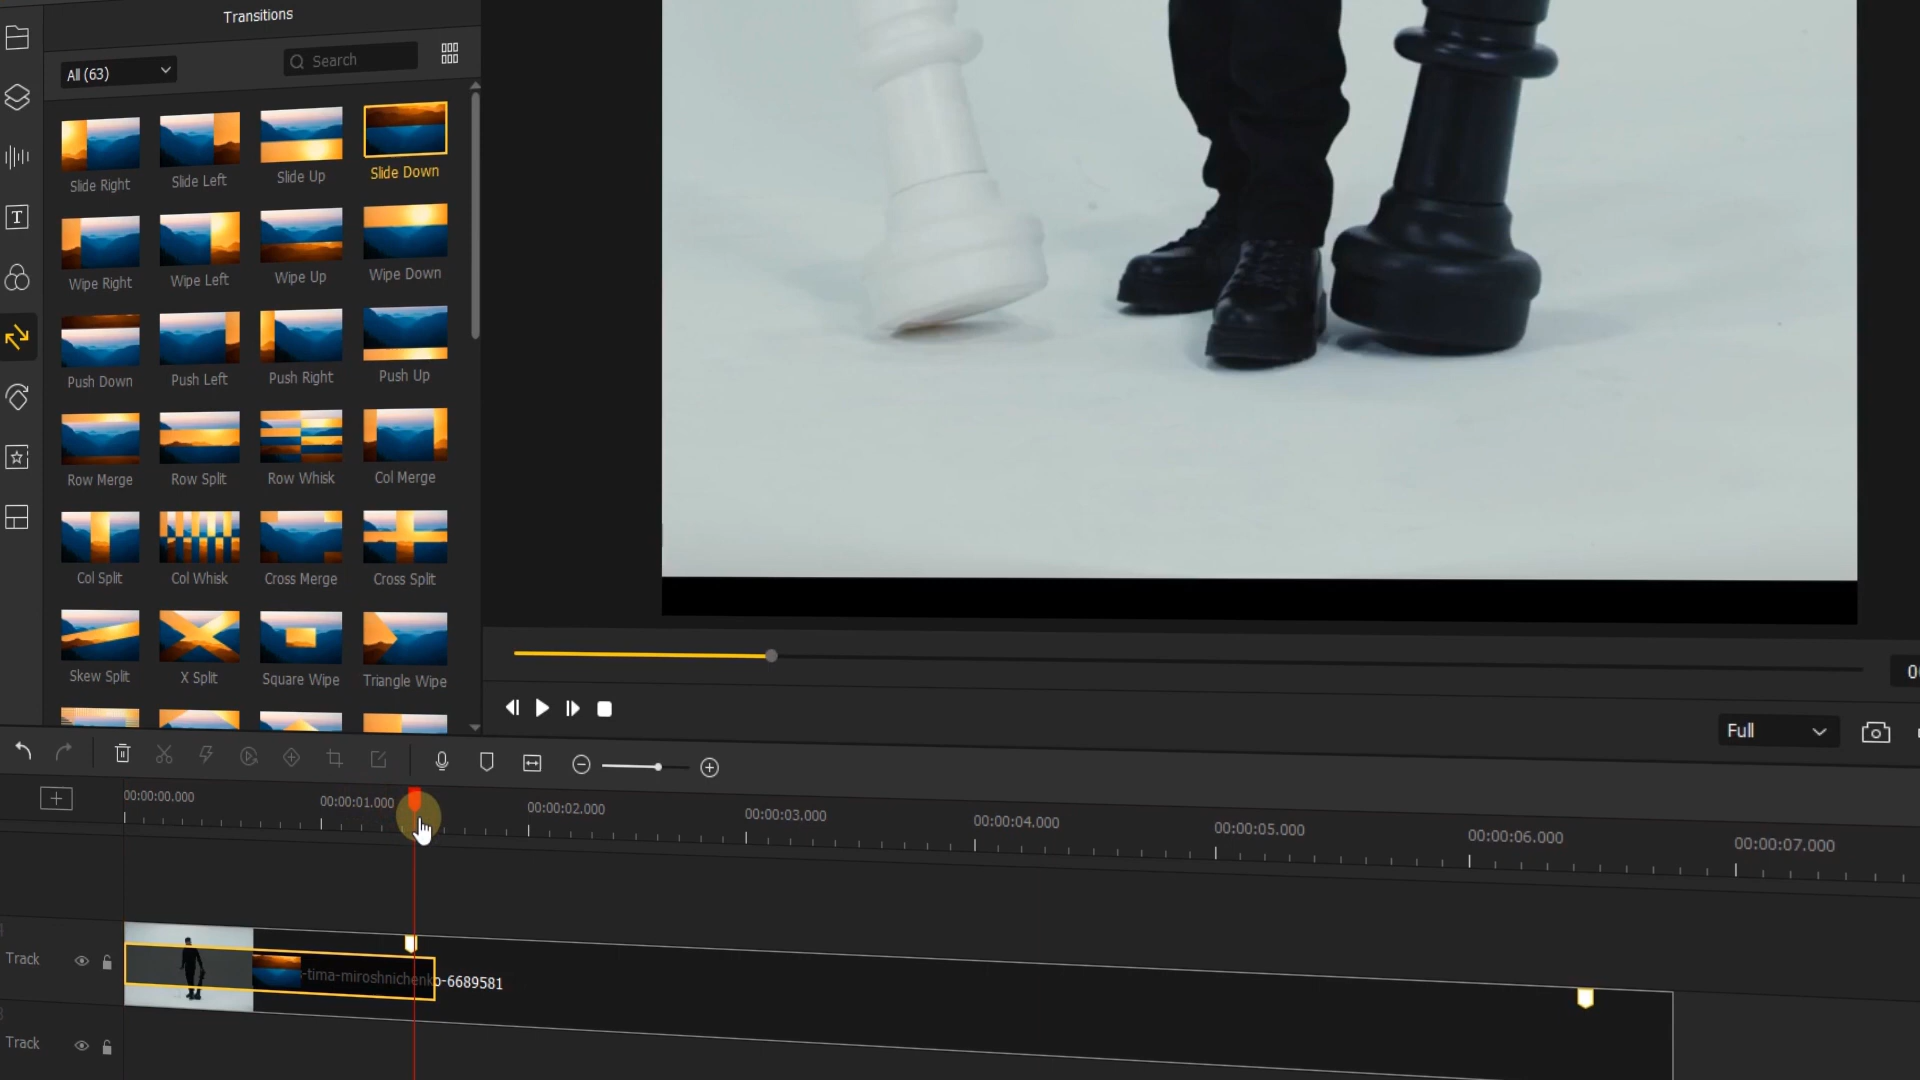 Transitions
All (63)
Search
Slide Right
Slide Left
Slide Up
Slide Down
Wipe Right
Wipe Left
Wipe Up
Wipe Down
Push Down
Push Left
Push Right
Push Up
Row Merge
Row Split
Row Whisk
Col Merge
Col Split
Col Whisk
Cross Merge
Cross Split
Skew Split
X Split
Square Wipe
Triangle Wipe
Full
00:00:00.000
00:00:01.000
00:00:02.000
00:00:03.000
00:00:04.000
00:00:05.000
00:00:06.000
00:00:07.000
Track
-tima-miroshnichenko-6689581
Track